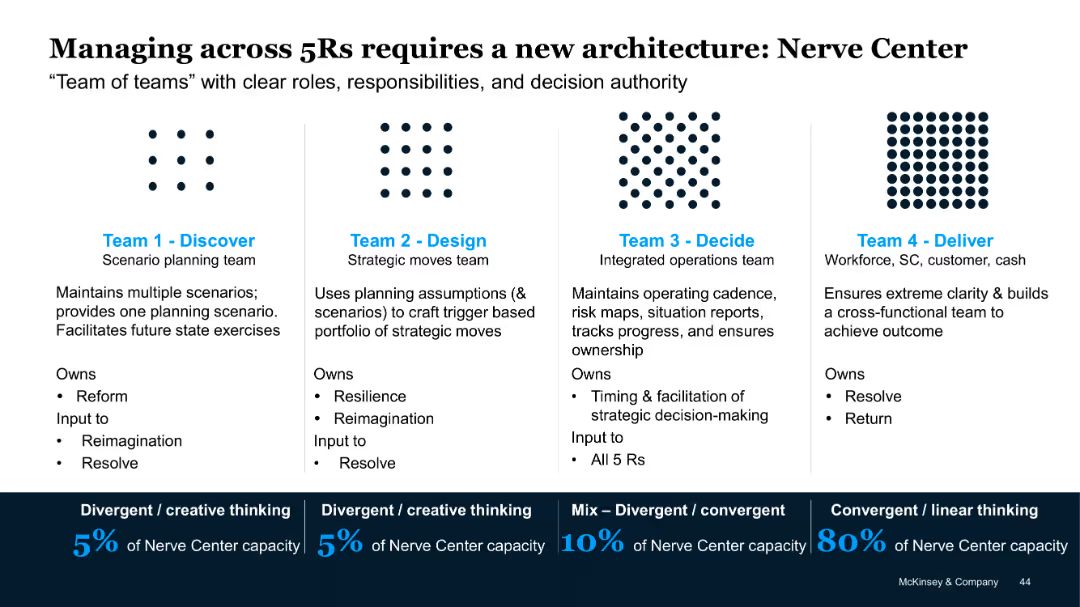 Managing across 5Rs requires a new architecture: Nerve Center
“Team of teams” with clear roles, responsibilities, and decision authority
Team 1 - Discover
Scenario planning team
Maintains multiple scenarios;
provides one planning scenario.
Facilitates future state exercises
Owns
• Reform
Input to
• Reimagination
• Resolve
Divergent / creative thinking
5% of Nerve Center capacity
Team 2 - Design
Strategic moves team
Uses planning assumptions (&
scenarios) to craft trigger based
portfolio of strategic moves
Owns
• Resilience
• Reimagination
Input to
• Resolve
Divergent / creative thinking
5% of Nerve Center capacity
Team 3 - Decide
Integrated operations team
Maintains operating cadence,
risk maps, situation reports,
tracks progress, and ensures
ownership
Owns
• Timing & facilitation of
strategic decision-making
Input to
• All 5 Rs
Mix – Divergent / convergent
10% of Nerve Center capacity
Team 4 - Deliver
Workforce, SC, customer, cash
Ensures extreme clarity & builds
a cross-functional team to
achieve outcome
Owns
• Resolve
• Return
Convergent / linear thinking
80% of Nerve Center capacity
McKinsey & Company 44